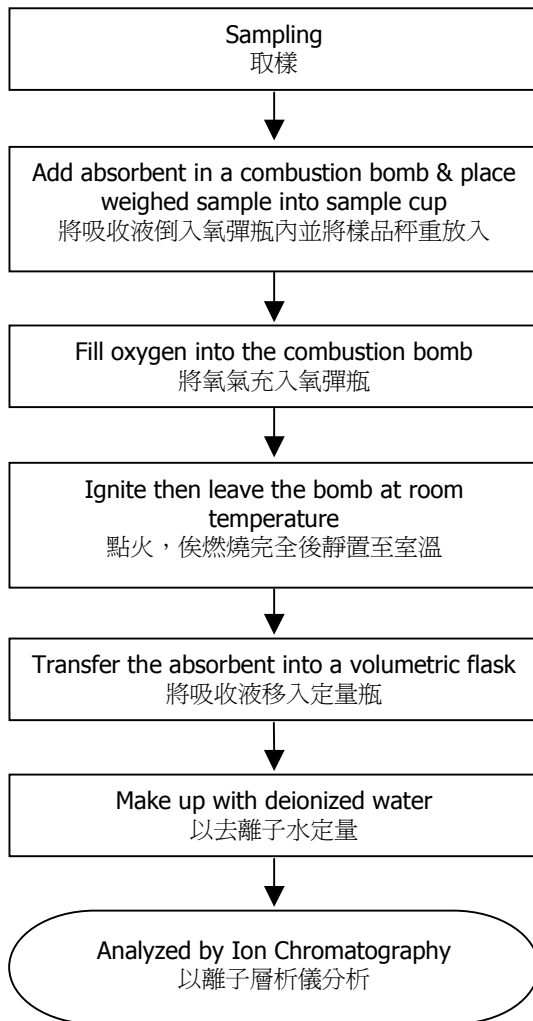 Sampling
取樣
Add absorbent in a combustion bomb & place
weighed sample into sample cup
將吸收液倒入氧彈瓶內並將樣品秤重放入
Fill oxygen into the combustion bomb
將氧氣充入氧彈瓶
Ignite then leave the bomb at room
temperature
點火，俟燃燒完全後靜置至室溫
Transfer the absorbent into a volumetric flask
將吸收液移入定量瓶
Make up with deionized water
以去離子水定量
Analyzed by Ion Chromatography
以離子層析儀分析